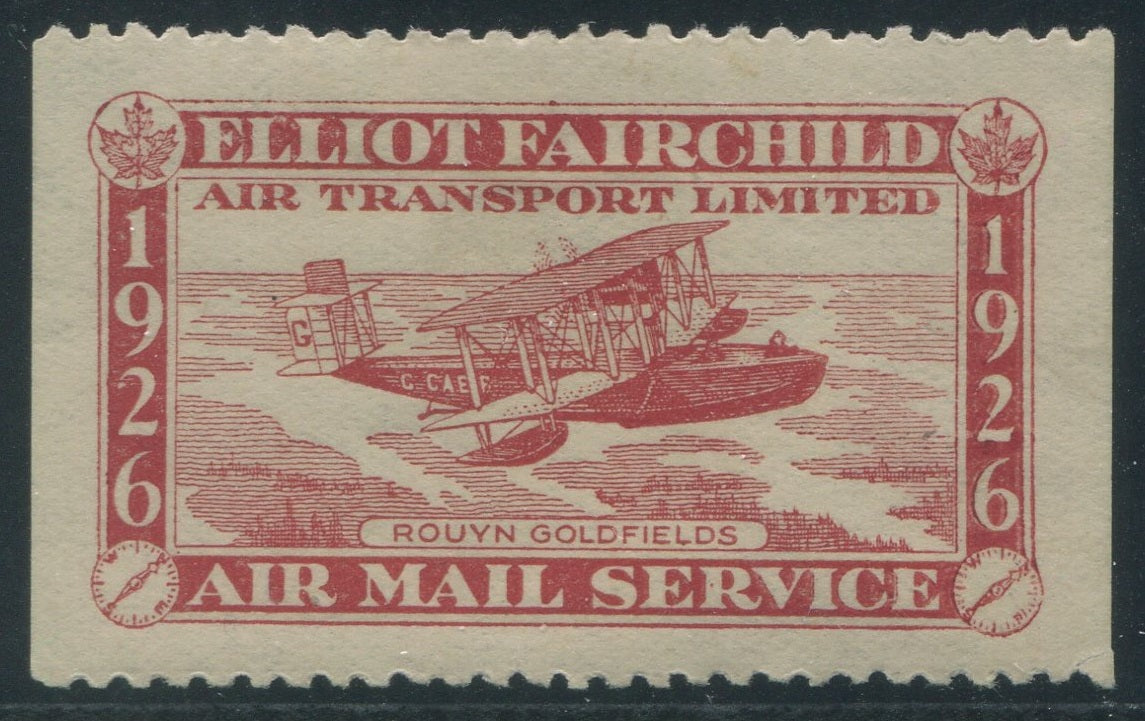 ELLIOT FAIRCHILD
AIR TRANSPORT LIMITED
1926
1926
G
ROUYN GOLDFIELDS
AIR MAIL SERVICE